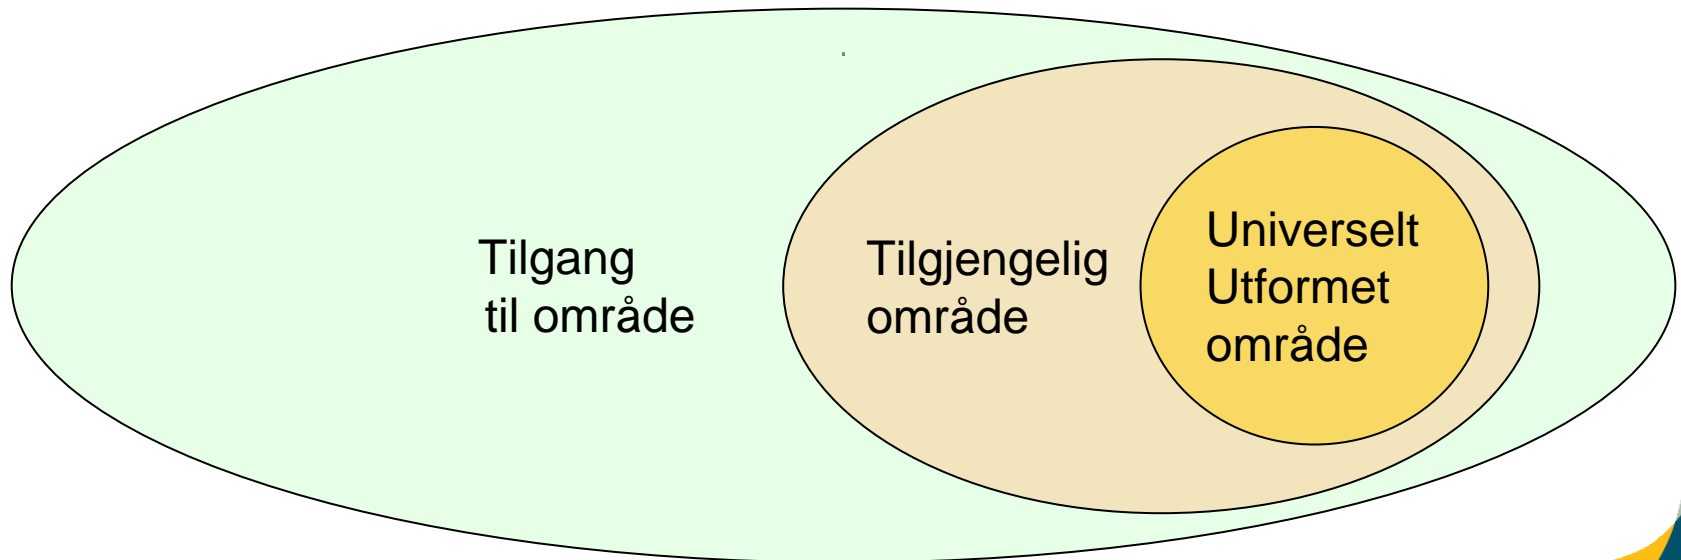 Tilgang
til område
Tilgjengelig
område
Universelt
Utformet
område